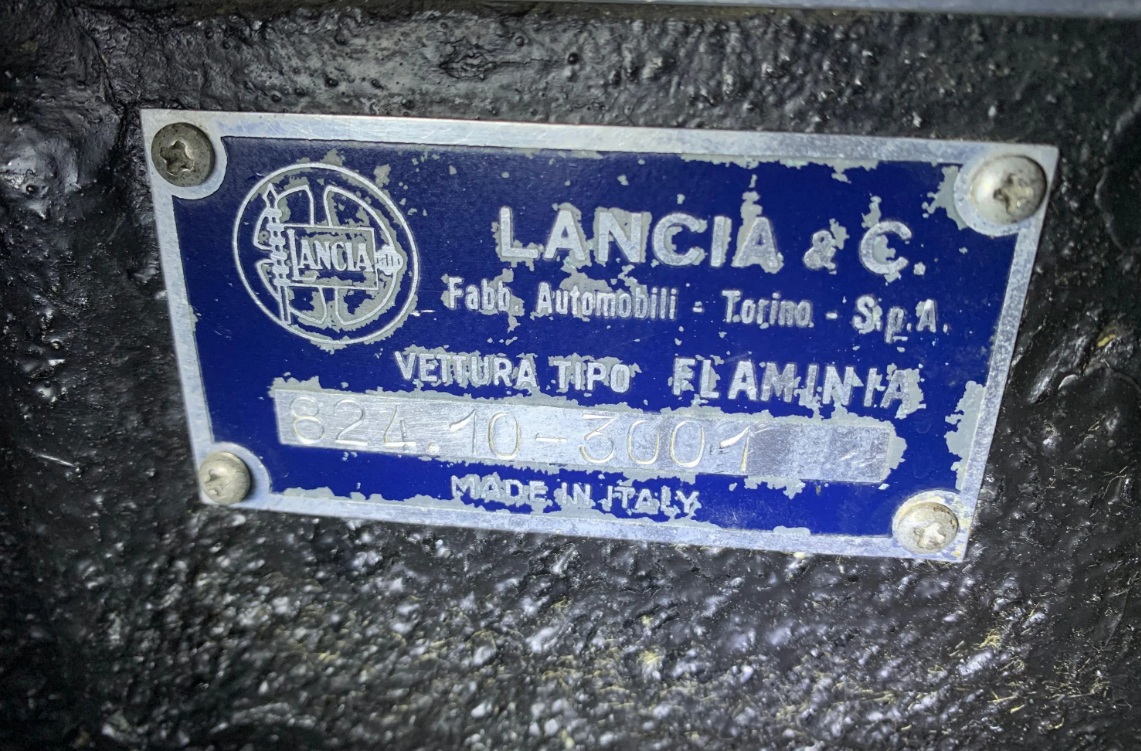 LANCIA
LANCIA & C.
Fabb. Automobili - Torino - S.p.A.
VETTURA TIPO FLAMINIA
824.10-3001
MADE IN ITALY